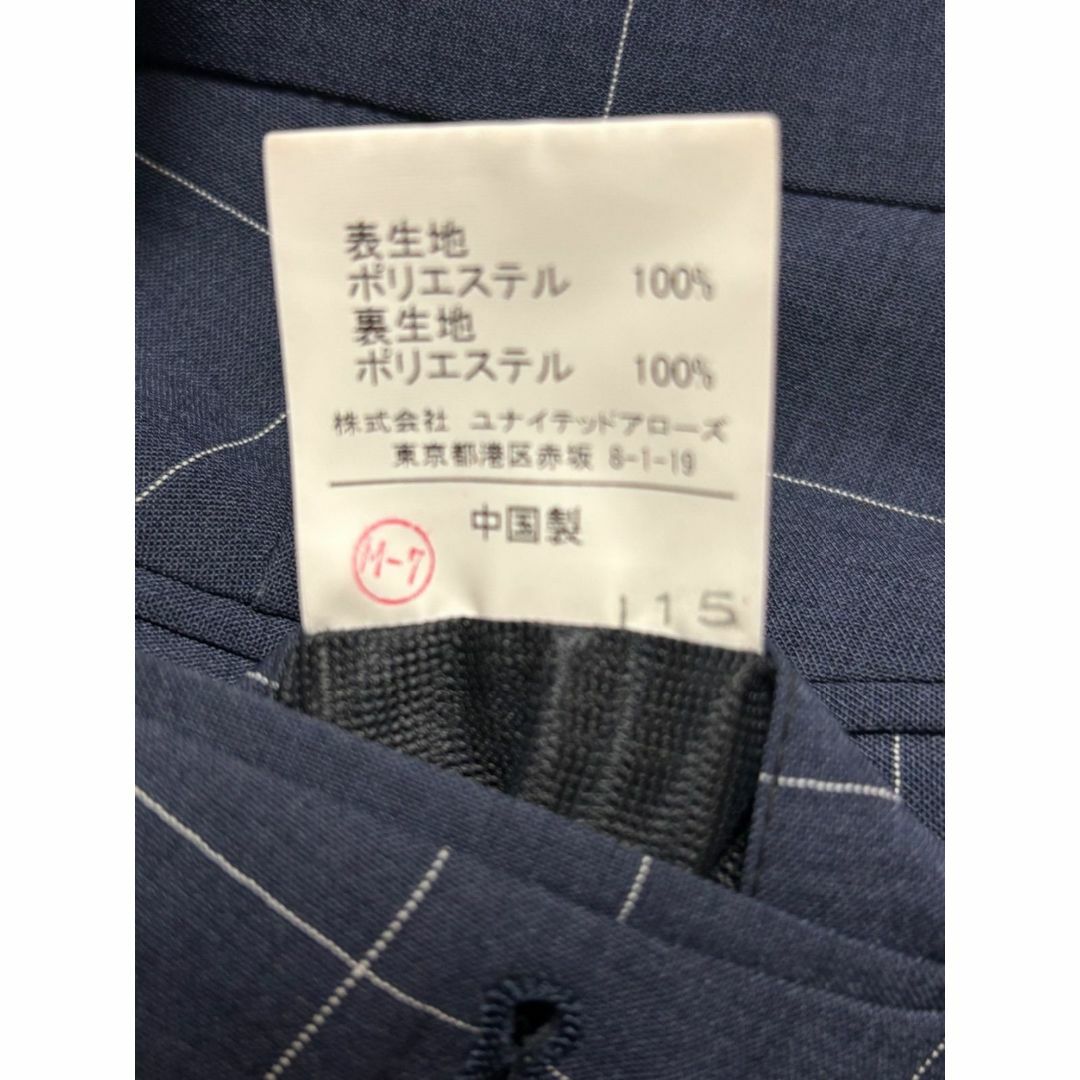 表生地
ポリエステル 100%
裏生地
ポリエステル 100%
株式会社 ユナイテッドアローズ
東京都港区赤坂 8-1-19
中国製
M-7
115